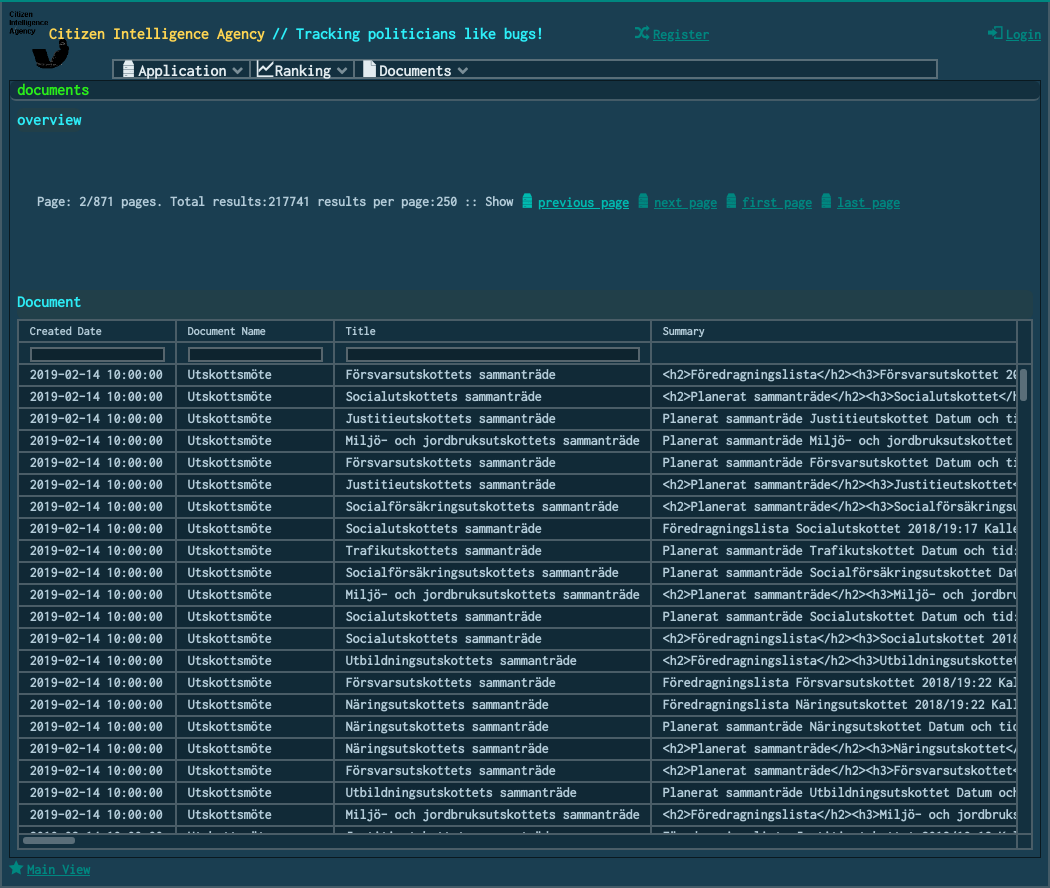 Citizen
Intelligence
Agency
Citizen Intelligence Agency // Tracking politicians like bugs!
Register
Login
Application
Ranking
Documents
documents
overview
Page: 2/871 pages. Total results:217741 results per page:250 :: Show previous page next page first page last page
Document
Created Date Document Name Title Summary
2019-02-14 10:00:00 Utskottsmöte Försvarsutskottets sammanträde <h2>Föredragningslista</h2><h3>Försvarsutskottet
2019-02-14 10:00:00 Utskottsmöte Socialutskottets sammanträde <h2>Planerat sammanträde</h2><h3>Socialutskottet</h
2019-02-14 10:00:00 Utskottsmöte Justitieutskottets sammanträde Planerat sammanträde Justitieutskottet Datum och
2019-02-14 10:00:00 Utskottsmöte Miljö- och jordbruksutskottets sammanträde Planerat sammanträde Miljö- och jordbruksutskottet
2019-02-14 10:00:00 Utskottsmöte Försvarsutskottets sammanträde Planerat sammanträde Försvarsutskottet Datum och
2019-02-14 10:00:00 Utskottsmöte Justitieutskottets sammanträde <h2>Planerat sammanträde</h2><h3>Justitieutskottet<
2019-02-14 10:00:00 Utskottsmöte Socialförsäkringsutskottets sammanträde <h2>Planerat sammanträde</h2><h3>Socialförsäkringsu
2019-02-14 10:00:00 Utskottsmöte Socialutskottets sammanträde Föredragningslista Socialutskottet 2018/19:17 Kalle
2019-02-14 10:00:00 Utskottsmöte Trafikutskottets sammanträde Planerat sammanträde Trafikutskottet Datum och tid:
2019-02-14 10:00:00 Utskottsmöte Socialförsäkringsutskottets sammanträde Planerat sammanträde Socialförsäkringsutskottet Dat
2019-02-14 10:00:00 Utskottsmöte Miljö- och jordbruksutskottets sammanträde <h2>Planerat sammanträde</h2><h3>Miljö- och jordbru
2019-02-14 10:00:00 Utskottsmöte Socialutskottets sammanträde Planerat sammanträde Socialutskottet Datum och tid:
2019-02-14 10:00:00 Utskottsmöte Socialutskottets sammanträde <h2>Föredragningslista</h2><h3>Socialutskottet 2018
2019-02-14 10:00:00 Utskottsmöte Utbildningsutskottets sammanträde <h2>Föredragningslista</h2><h3>Utbildningsutskottet
2019-02-14 10:00:00 Utskottsmöte Försvarsutskottets sammanträde Föredragningslista Försvarsutskottet 2018/19:22 Kal
2019-02-14 10:00:00 Utskottsmöte Näringsutskottets sammanträde Föredragningslista Näringsutskottet 2018/19:22 Kall
2019-02-14 10:00:00 Utskottsmöte Näringsutskottets sammanträde Planerat sammanträde Näringsutskottet Datum och tid
2019-02-14 10:00:00 Utskottsmöte Näringsutskottets sammanträde <h2>Planerat sammanträde</h2><h3>Näringsutskottet</
2019-02-14 10:00:00 Utskottsmöte Försvarsutskottets sammanträde <h2>Planerat sammanträde</h2><h3>Försvarsutskottet<
2019-02-14 10:00:00 Utskottsmöte Utbildningsutskottets sammanträde Planerat sammanträde Utbildningsutskottet Datum och
2019-02-14 10:00:00 Utskottsmöte Miljö- och jordbruksutskottets sammanträde <h2>Föredragningslista</h2><h3>Miljö- och jordbruks
Main View